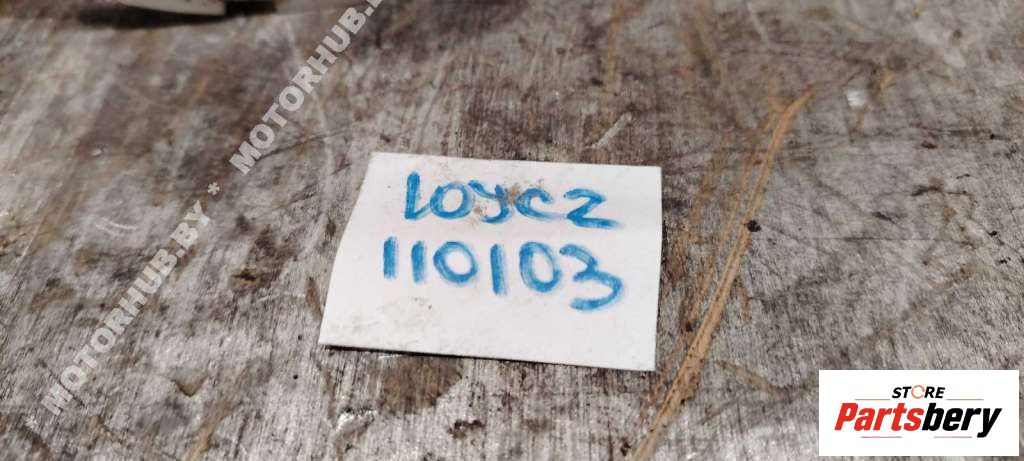 MOTORHUB.BY * MOTORHUB.BY
10YC2
110103
STORE
Partsbery